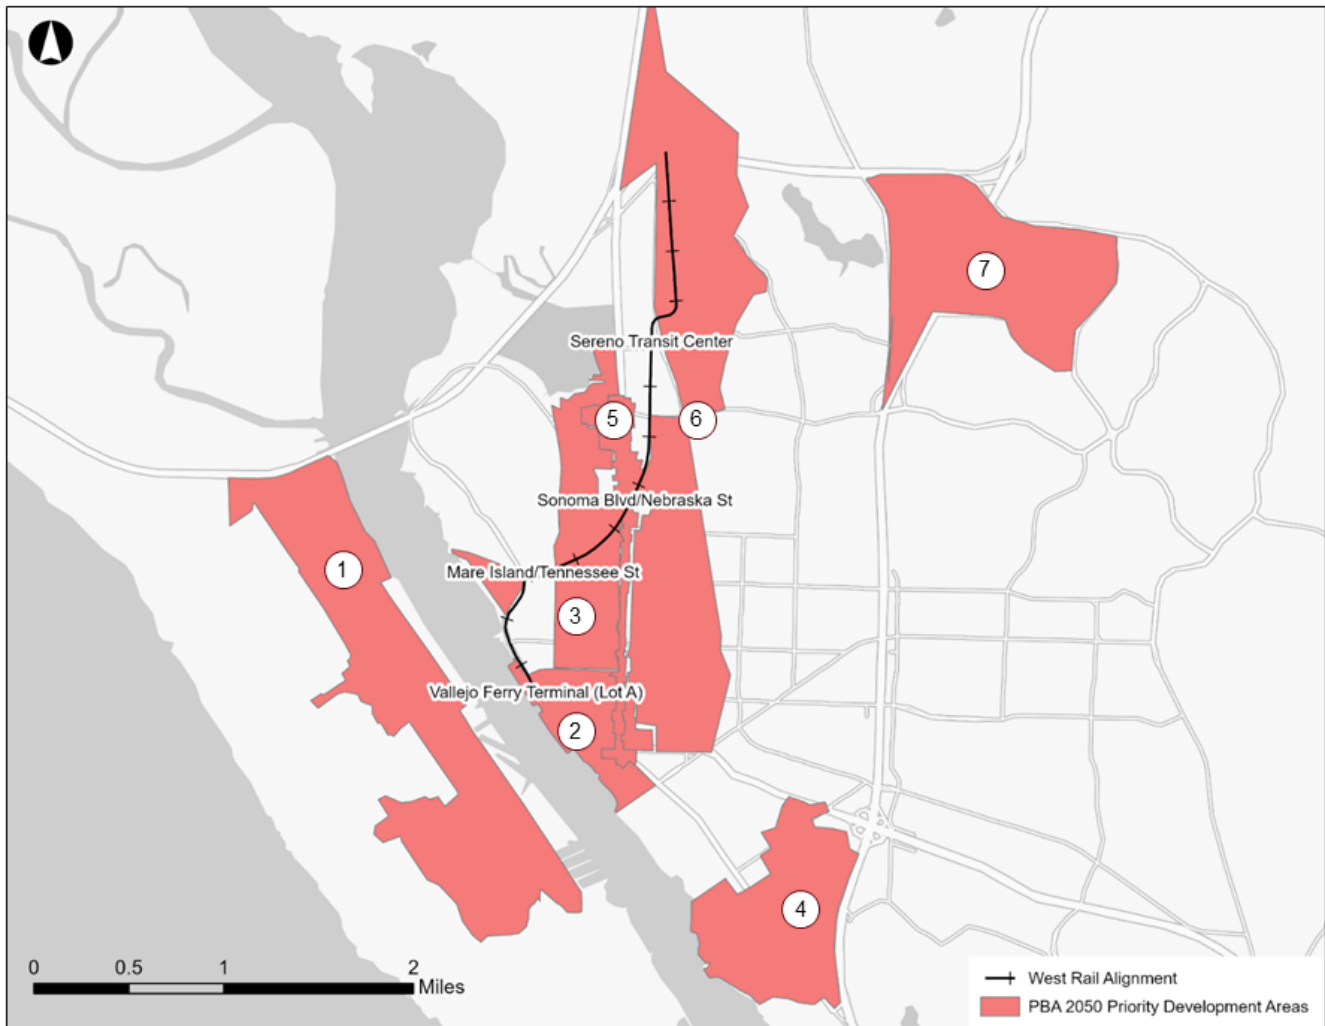 7
Sereno Transit Center
5
6
Sonoma Blvd/Nebraska St
1
Mare Island/Tennessee St
3
Vallejo Ferry Terminal (Lot A)
2
4
0 0.5 1 2
Miles
West Rail Alignment
PBA 2050 Priority Development Areas